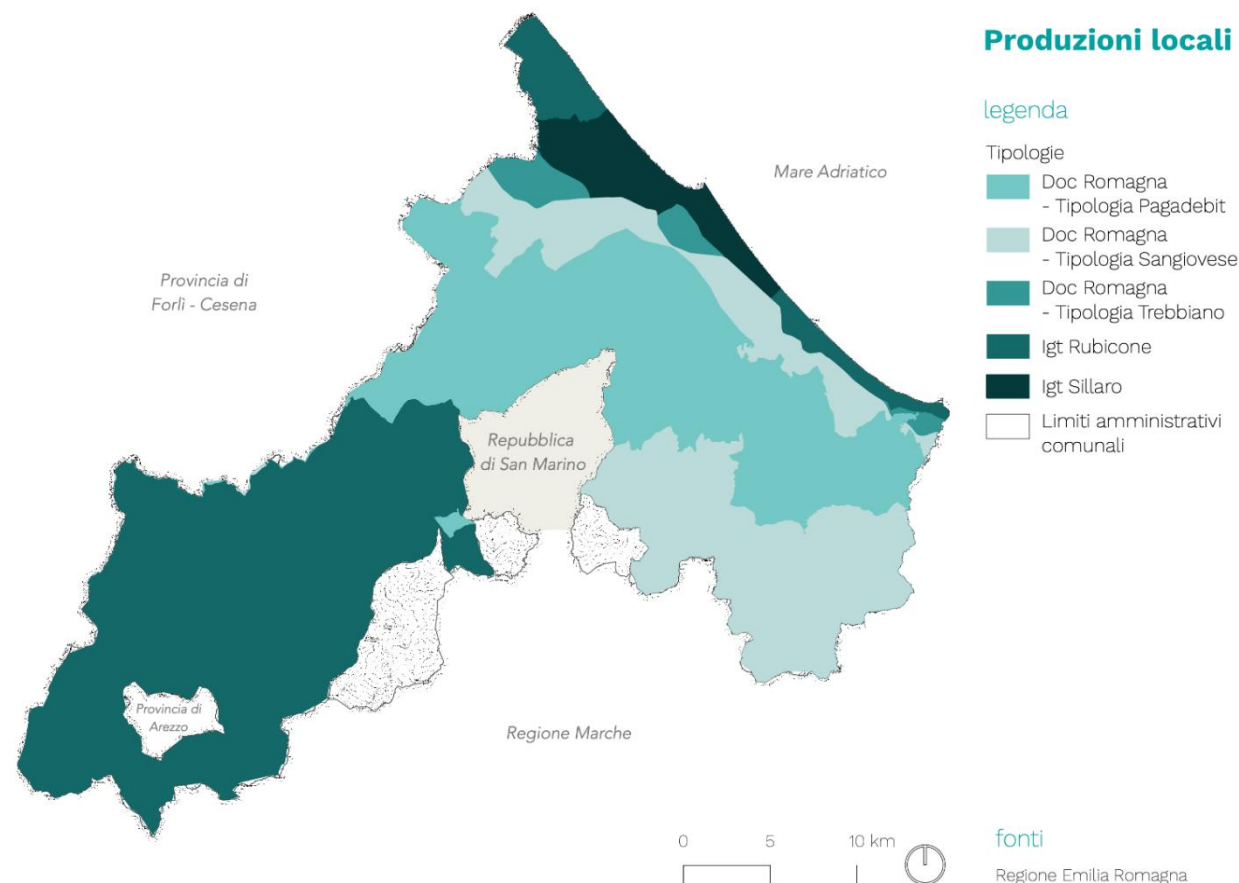 Produzioni locali
legenda
Tipologie
Doc Romagna
- Tipologia Pagadebit
Doc Romagna
- Tipologia Sangiovese
Doc Romagna
- Tipologia Trebbiano
Igt Rubicone
Igt Sillaro
Limiti amministrativi
comunali
Mare Adriatico
Provincia di
Forlì - Cesena
Repubblica
di San Marino
Provincia di
Arezzo
Regione Marche
0 5 10 km
fonti
Regione Emilia Romagna